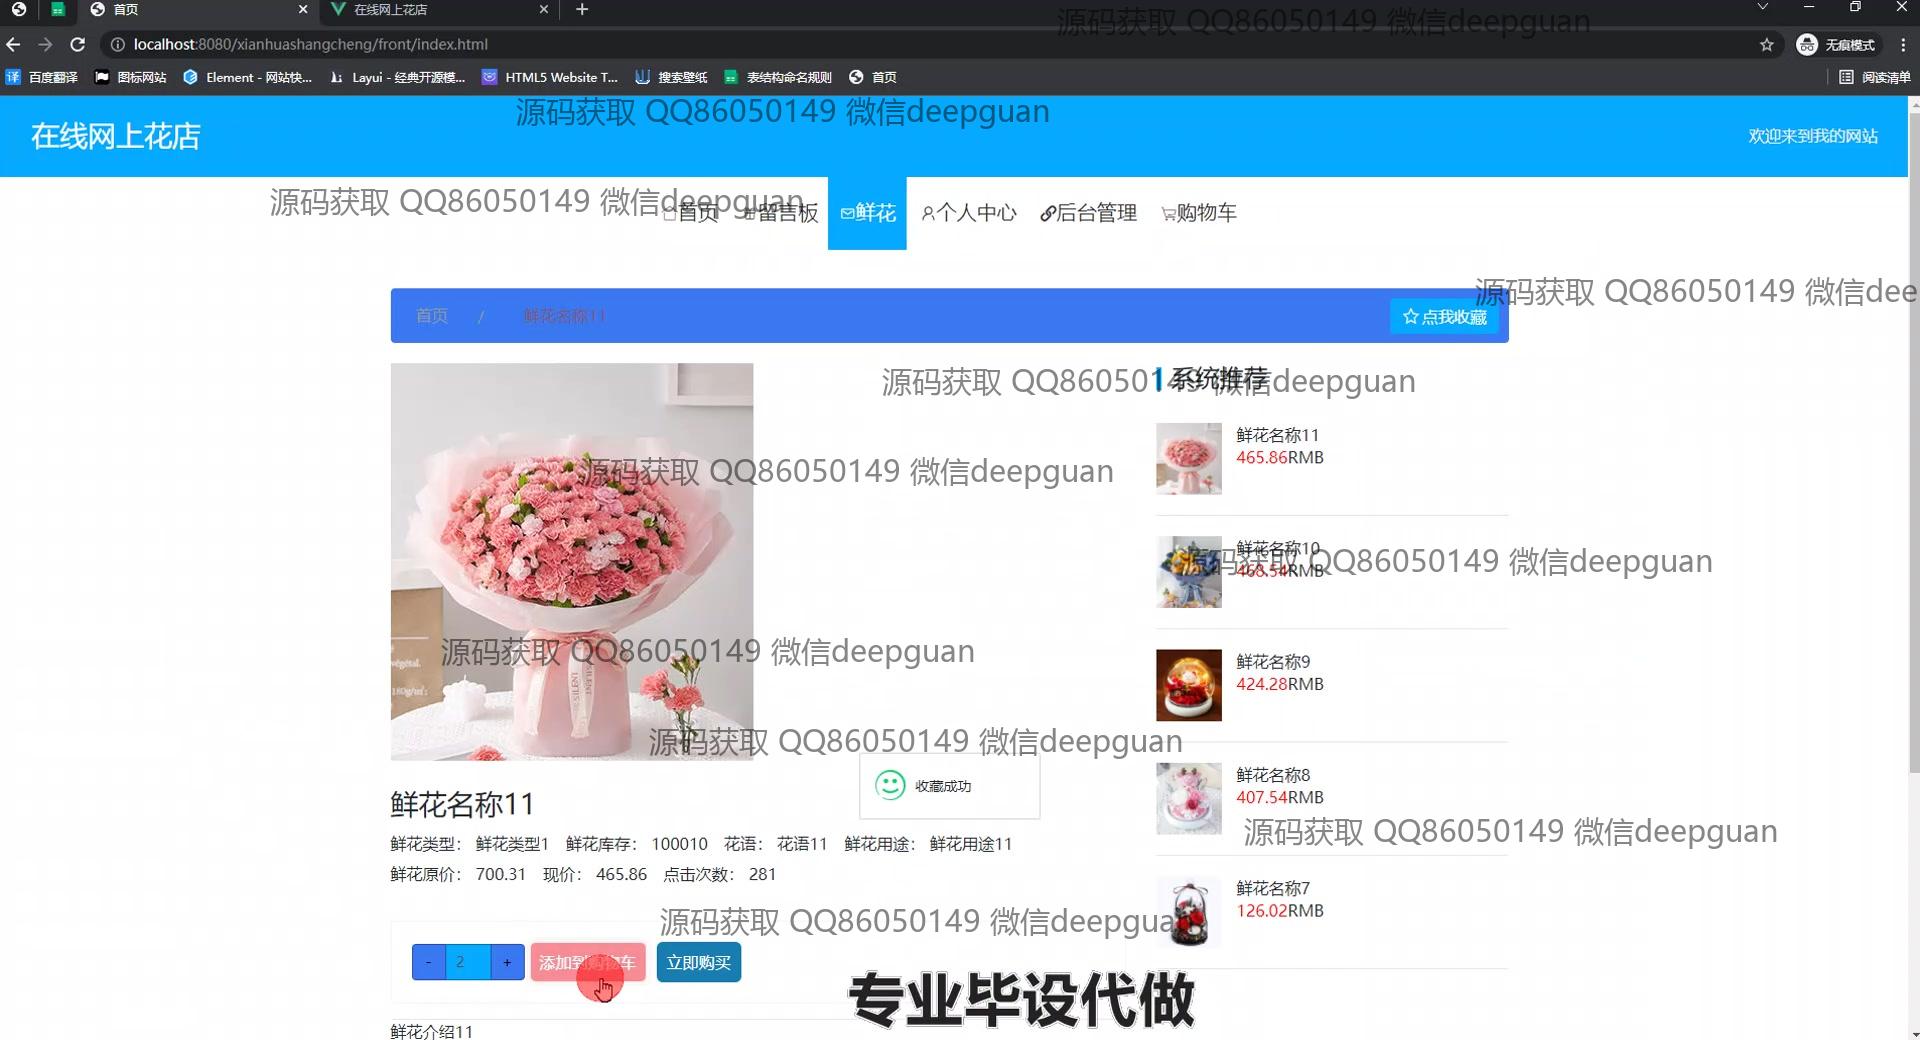 首页
在线网上花店
localhost:8080/xianhuashangcheng/front/index.html
无痕模式
百度翻译 图标网站 Element - 网站快... Layui - 经典开源模... HTML5 Website T... 搜索壁纸 表结构命名规则 首页 阅读清单
源码获取 QQ86050149 微信deepguan
源码获取 QQ86050149 微信deepguan
在线网上花店
欢迎来到我的网站
源码获取 QQ86050149 微信deepguan
首页 留言板 鲜花 个人中心 后台管理 购物车
源码获取 QQ86050149 微信dee
首页 / 鲜花名称11
点我收藏
源码获取 QQ86050149 微信deepguan
系统推荐
鲜花名称11
465.86RMB
源码获取 QQ86050149 微信deepguan
鲜花名称10
468.54RMB
源码获取 QQ86050149 微信deepguan
源码获取 QQ86050149 微信deepguan
鲜花名称9
424.28RMB
源码获取 QQ86050149 微信deepguan
鲜花名称8
407.54RMB
收藏成功
源码获取 QQ86050149 微信deepguan
鲜花名称7
126.02RMB
鲜花名称11
鲜花类型： 鲜花类型1 鲜花库存： 100010 花语： 花语11 鲜花用途： 鲜花用途11
鲜花原价： 700.31 现价： 465.86 点击次数： 281
源码获取 QQ86050149 微信deepgua
- 2 + 添加到购物车 立即购买
专业毕设代做
鲜花介绍11